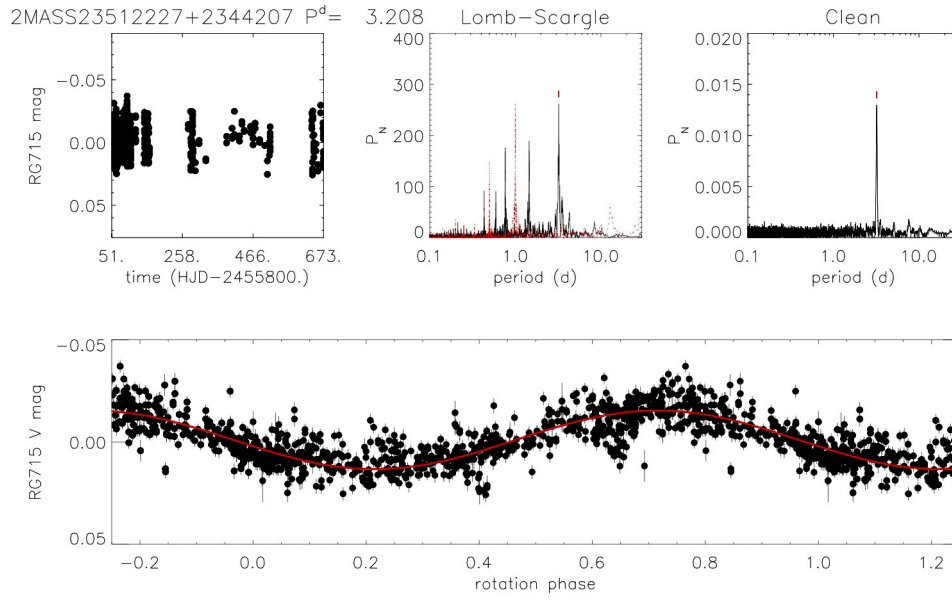 2MASS23512227+2344207 P^d= 3.208 Lomb-Scargle Clean
-0.05
0.00
0.05
RG715 mag
51. 258. 466. 673.
time (HJD-2455800.)
400
300
200
100
0
P_N
0.1 1.0 10.0
period (d)
0.020
0.015
0.010
0.005
0.000
P_N
0.1 1.0 10.0
period (d)
-0.05
0.00
0.05
RG715 V mag
-0.2 0.0 0.2 0.4 0.6 0.8 1.0 1.2
rotation phase